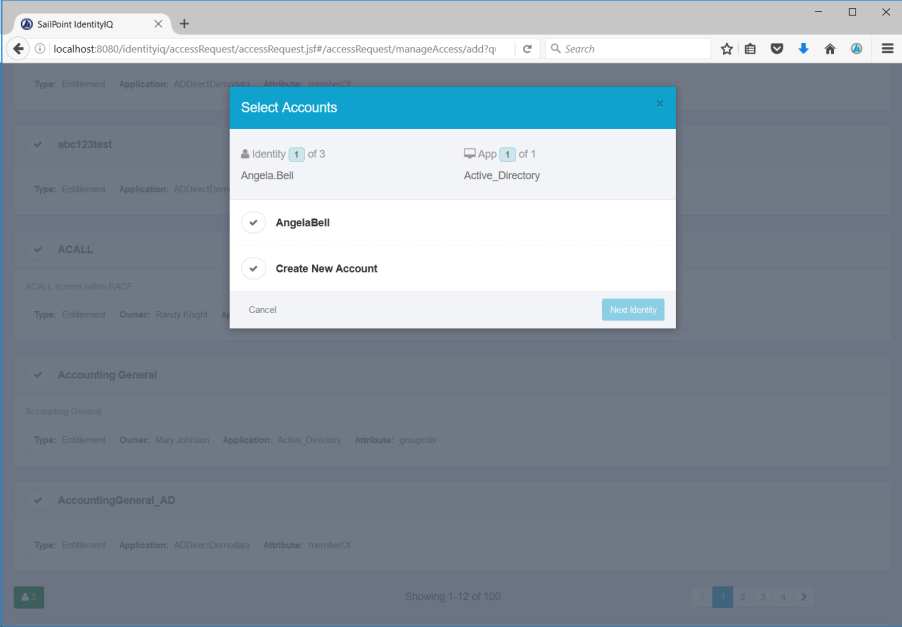 SailPoint IdentityIQ
localhost:8080/identityiq/accessRequest/accessRequest.jsf#/accessRequest/manageAccess/add?q
Search
Type: Entitlement Application: ADDirectDemodata Attribute: memberOf
Select Accounts
Identity 1 of 3
App 1 of 1
Angela.Bell
Active_Directory
AngelaBell
Create New Account
Cancel
Next Identity
abc123test
Type: Entitlement Application: ADDirectDem
ACALL
ACALL screen within RACF
Type: Entitlement Owner: Randy Knight
Accounting General
Accounting General
Type: Entitlement Owner: Mary Johnson Application: Active_Directory Attribute: groupmbr
AccountingGeneral_AD
Type: Entitlement Application: ADDirectDemodata Attribute: memberOf
3
Showing 1-12 of 100
< 1 2 3 4 >